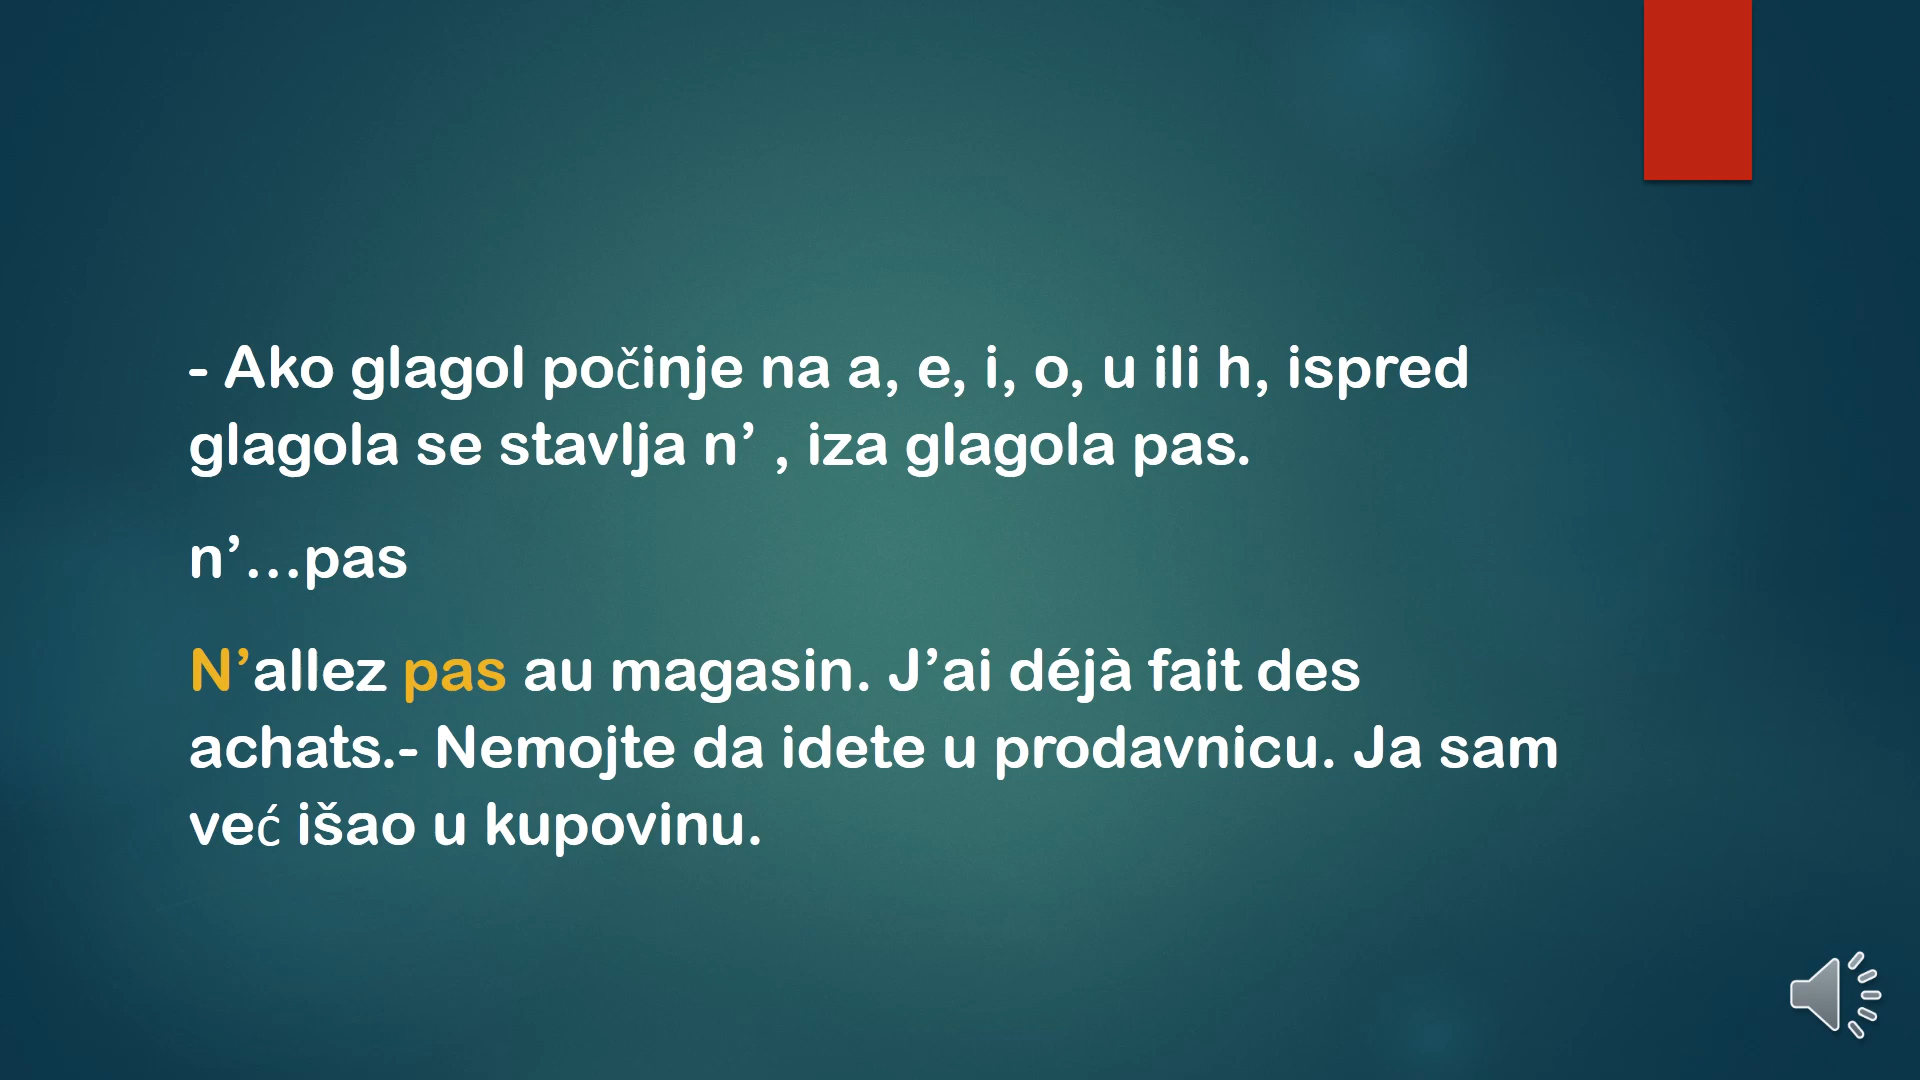 - Ako glagol počinje na a, e, i, o, u ili h, ispred
glagola se stavlja n’ , iza glagola pas.
n’…pas
N’allez pas au magasin. J’ai déjà fait des
achats.- Nemojte da idete u prodavnicu. Ja sam
već išao u kupovinu.